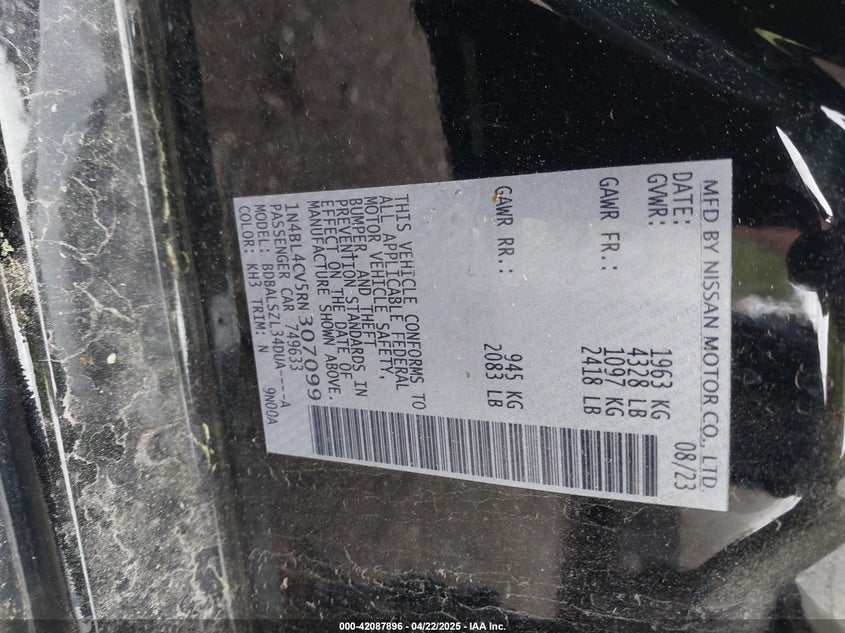 MFD BY NISSAN MOTOR CO., LTD
DATE: 08/23
GVWR: 1963 KG
4328 LB
GAWR FR.: 1097 KG
2418 LB
GAWR RR.: 945 KG
2083 LB
THIS VEHICLE CONFORMS TO
ALL APPLICABLE FEDERAL
MOTOR VEHICLE SAFETY,
BUMPER, AND THEFT
PREVENTION STANDARDS IN
EFFECT ON THE DATE OF
MANUFACTURE SHOWN ABOVE.
1N4BL4CV5RN307099
PASSENGER CAR 749633
MODEL: BDBALSZL34DUA----A
COLOR: KH3 TRIM: N 9N00A
000-42087896 - 04/22/2025 - IAA Inc.